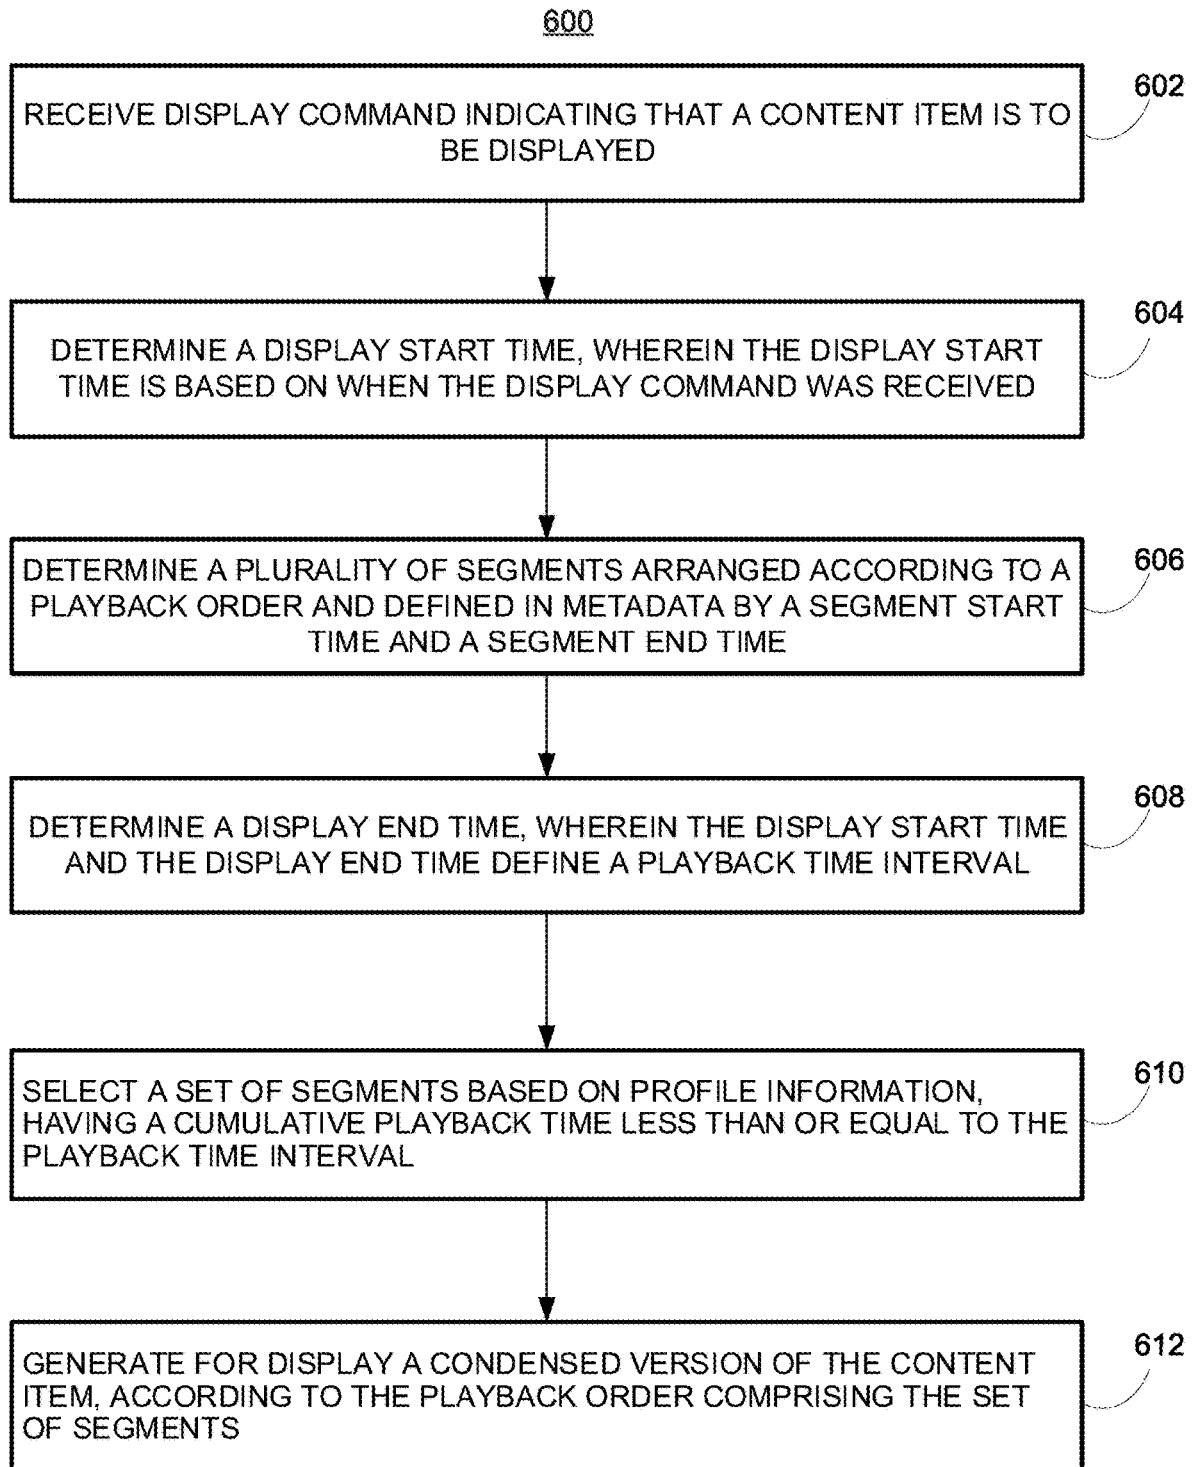 600
RECEIVE DISPLAY COMMAND INDICATING THAT A CONTENT ITEM IS TO
BE DISPLAYED
602
DETERMINE A DISPLAY START TIME, WHEREIN THE DISPLAY START
TIME IS BASED ON WHEN THE DISPLAY COMMAND WAS RECEIVED
604
DETERMINE A PLURALITY OF SEGMENTS ARRANGED ACCORDING TO A
PLAYBACK ORDER AND DEFINED IN METADATA BY A SEGMENT START
TIME AND A SEGMENT END TIME
606
DETERMINE A DISPLAY END TIME, WHEREIN THE DISPLAY START TIME
AND THE DISPLAY END TIME DEFINE A PLAYBACK TIME INTERVAL
608
SELECT A SET OF SEGMENTS BASED ON PROFILE INFORMATION,
HAVING A CUMULATIVE PLAYBACK TIME LESS THAN OR EQUAL TO THE
PLAYBACK TIME INTERVAL
610
GENERATE FOR DISPLAY A CONDENSED VERSION OF THE CONTENT
ITEM, ACCORDING TO THE PLAYBACK ORDER COMPRISING THE SET
OF SEGMENTS
612